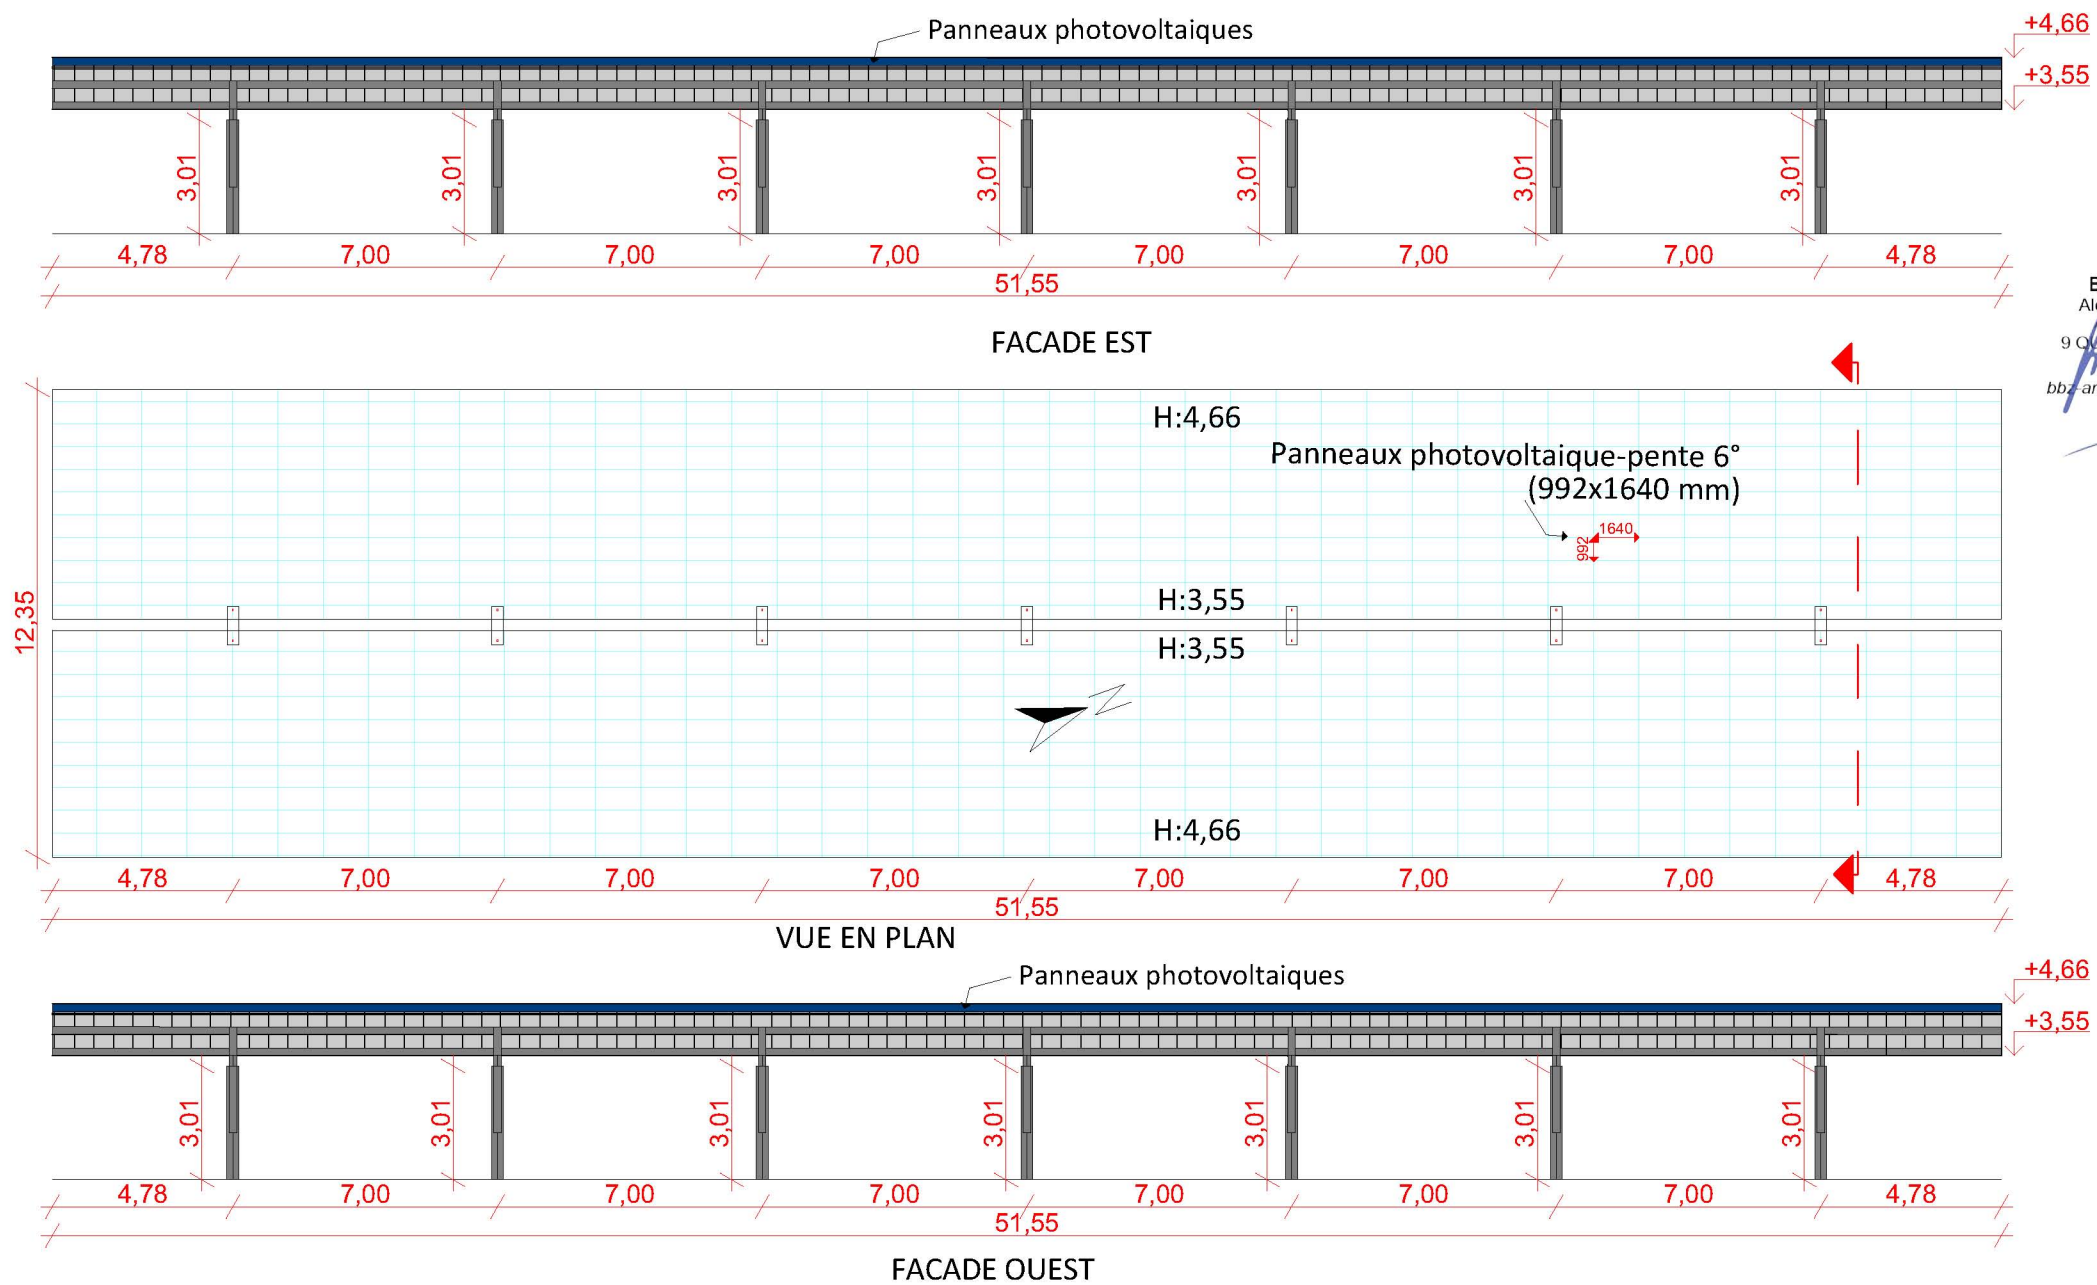 Panneaux photovoltaiques
+4,66
+3,55
3,01 3,01 3,01 3,01 3,01 3,01 3,01
4,78 7,00 7,00 7,00 7,00 7,00 7,00 4,78
51,55
FACADE EST
9
12,35
H:4,66
Panneaux photovoltaique-pente 6°
(992x1640 mm)
1640
992
H:3,55
H:3,55
N
H:4,66
4,78 7,00 7,00 7,00 7,00 7,00 7,00 4,78
51,55
VUE EN PLAN
Panneaux photovoltaiques
+4,66
+3,55
3,01 3,01 3,01 3,01 3,01 3,01 3,01
4,78 7,00 7,00 7,00 7,00 7,00 7,00 4,78
51,55
FACADE OUEST